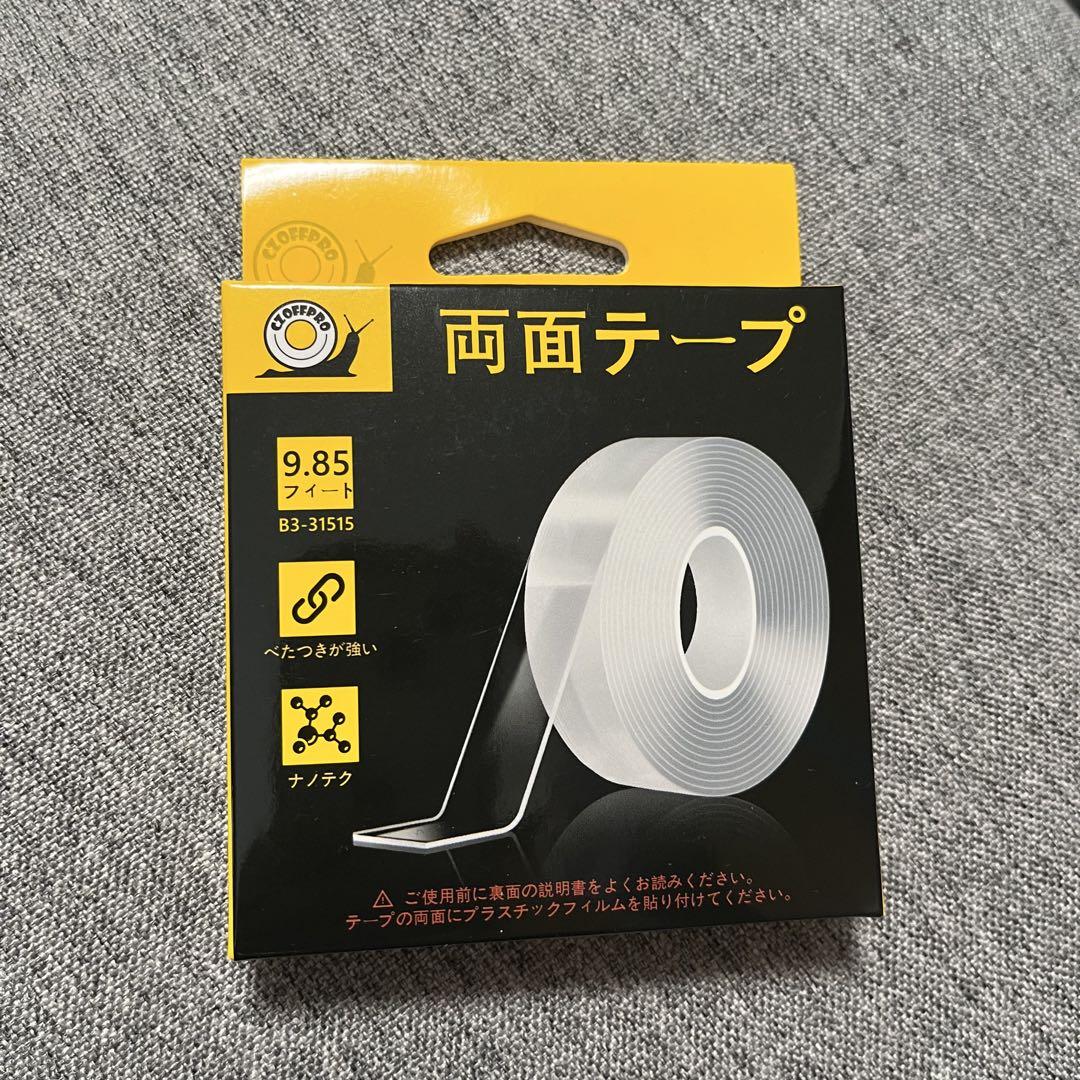 CZOFFPRO
CZOFFPRO
両面テープ
9.85
フィート
B3-31515
べたつきが強い
ナノテク
ご使用前に裏面の説明書をよくお読みください。
テープの両面にプラスチックフィルムを貼り付けてください。